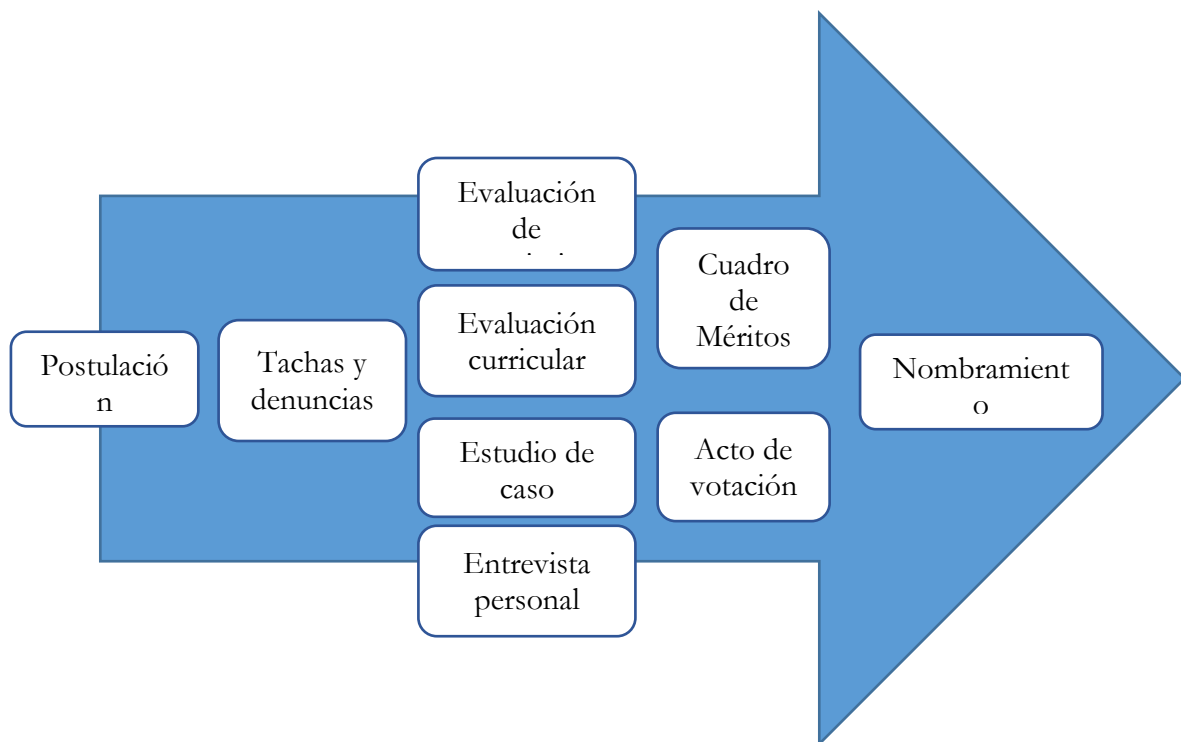 Postulació
n
Tachas y
denuncias
Evaluación
de
Evaluación
curricular
Estudio de
caso
Entrevista
personal
Cuadro
de
Méritos
Acto de
votación
Nombramient
o